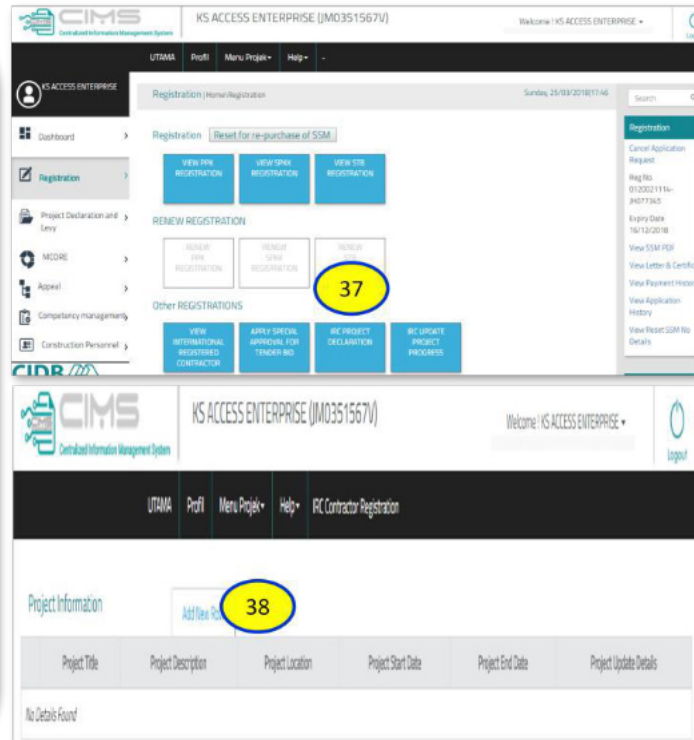 CIMS
Centralized Information Management System
KS ACCESS ENTERPRISE (JM0351567V)
Welcome ! KS ACCESS ENTERPRISE
UTAMA Profil Menu Projek Help -
KS ACCESS ENTERPRISE
Registration | Home\Registration
Sunday, 25/03/2018|17:46
Search
Dashboard
Registration
Project Declaration and Levy
MCORE
Appeal
Competency management
Construction Personnel
CIDB
Registration Reset for re-purchase of SSM
VIEW PPK REGISTRATION
VIEW SPKK REGISTRATION
VIEW STB REGISTRATION
RENEW REGISTRATION
RENEW PPK REGISTRATION
RENEW SPKK REGISTRATION
RENEW STB
37
Other REGISTRATIONS
VIEW INTERNATIONAL REGISTERED CONTRACTOR
APPLY SPECIAL APPROVAL FOR TENDER BID
IRC PROJECT DECLARATION
IRC UPDATE PROJECT PROGRESS
Registration
Cancel Application Request
Reg No
Expiry Date
16/12/2018
View SSM PDF
View Letter &
View Payment
View Application History
View Reset SSM No Details
CIMS
Centralized Information Management System
KS ACCESS ENTERPRISE (JM0351567V)
Welcome ! KS ACCESS ENTERPRISE
Logout
UTAMA Profil Menu Projek Help IRC Contractor Registration
Project Information
Add New
38
Project Title Project Description Project Location Project Start Date Project End Date Project Update Details
No Details Found